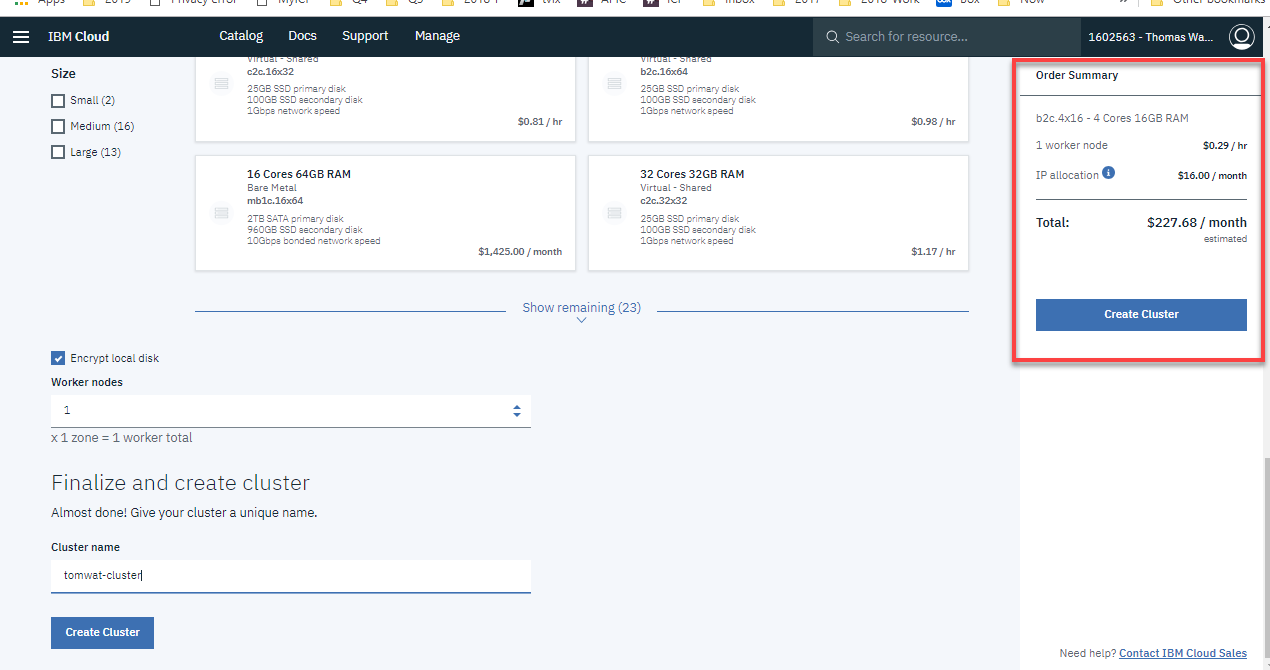 Apps 2019 Privacy error MyTeF Q4 Q3 2018 1 APIC ICP Inbox 2017 2018 Work Box Now » Other bookmarks
IBM Cloud Catalog Docs Support Manage Search for resource... 1602563 - Thomas Wa...
Size
Small (2)
Medium (16)
Large (13)
Virtual - Shared
c2c.16x32
25GB SSD primary disk
100GB SSD secondary disk
1Gbps network speed
$0.81 / hr
Virtual - Shared
b2c.16x64
25GB SSD primary disk
100GB SSD secondary disk
1Gbps network speed
$0.98 / hr
16 Cores 64GB RAM
Bare Metal
mb1c.16x64
2TB SATA primary disk
960GB SSD secondary disk
10Gbps bonded network speed
$1,425.00 / month
32 Cores 32GB RAM
Virtual - Shared
c2c.32x32
25GB SSD primary disk
100GB SSD secondary disk
1Gbps network speed
$1.17 / hr
Show remaining (23)
Encrypt local disk
Worker nodes
1
x 1 zone = 1 worker total
Finalize and create cluster
Almost done! Give your cluster a unique name.
Cluster name
tomwat-cluster
Create Cluster
Order Summary
b2c.4x16 - 4 Cores 16GB RAM
1 worker node $0.29 / hr
IP allocation $16.00 / month
Total: $227.68 / month
estimated
Create Cluster
Need help? Contact IBM Cloud Sales